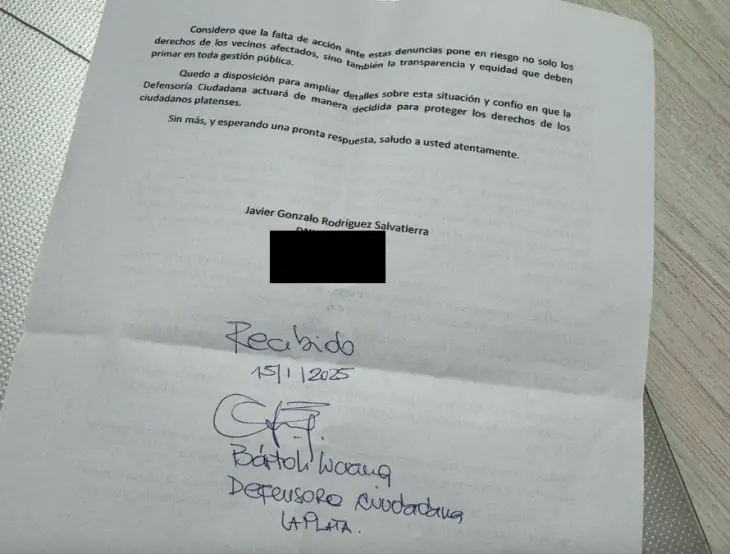 Considero que la falta de acción ante estas denuncias pone en riesgo no solo los
derechos de los vecinos afectados, sino también la transparencia y equidad que deben
primar en toda gestión pública.
Quedo a disposición para ampliar detalles sobre esta situación y confío en que la
Defensoría Ciudadana actuará de manera decidida para proteger los derechos de los
ciudadanos platenses.
Sin más, y esperando una pronta respuesta, saludo a usted atentamente.
Javier Gonzalo Rodríguez Salvatierra
Recibido
15/1/2025
Bártoli
Defensora Ciudadana
LA PLATA.